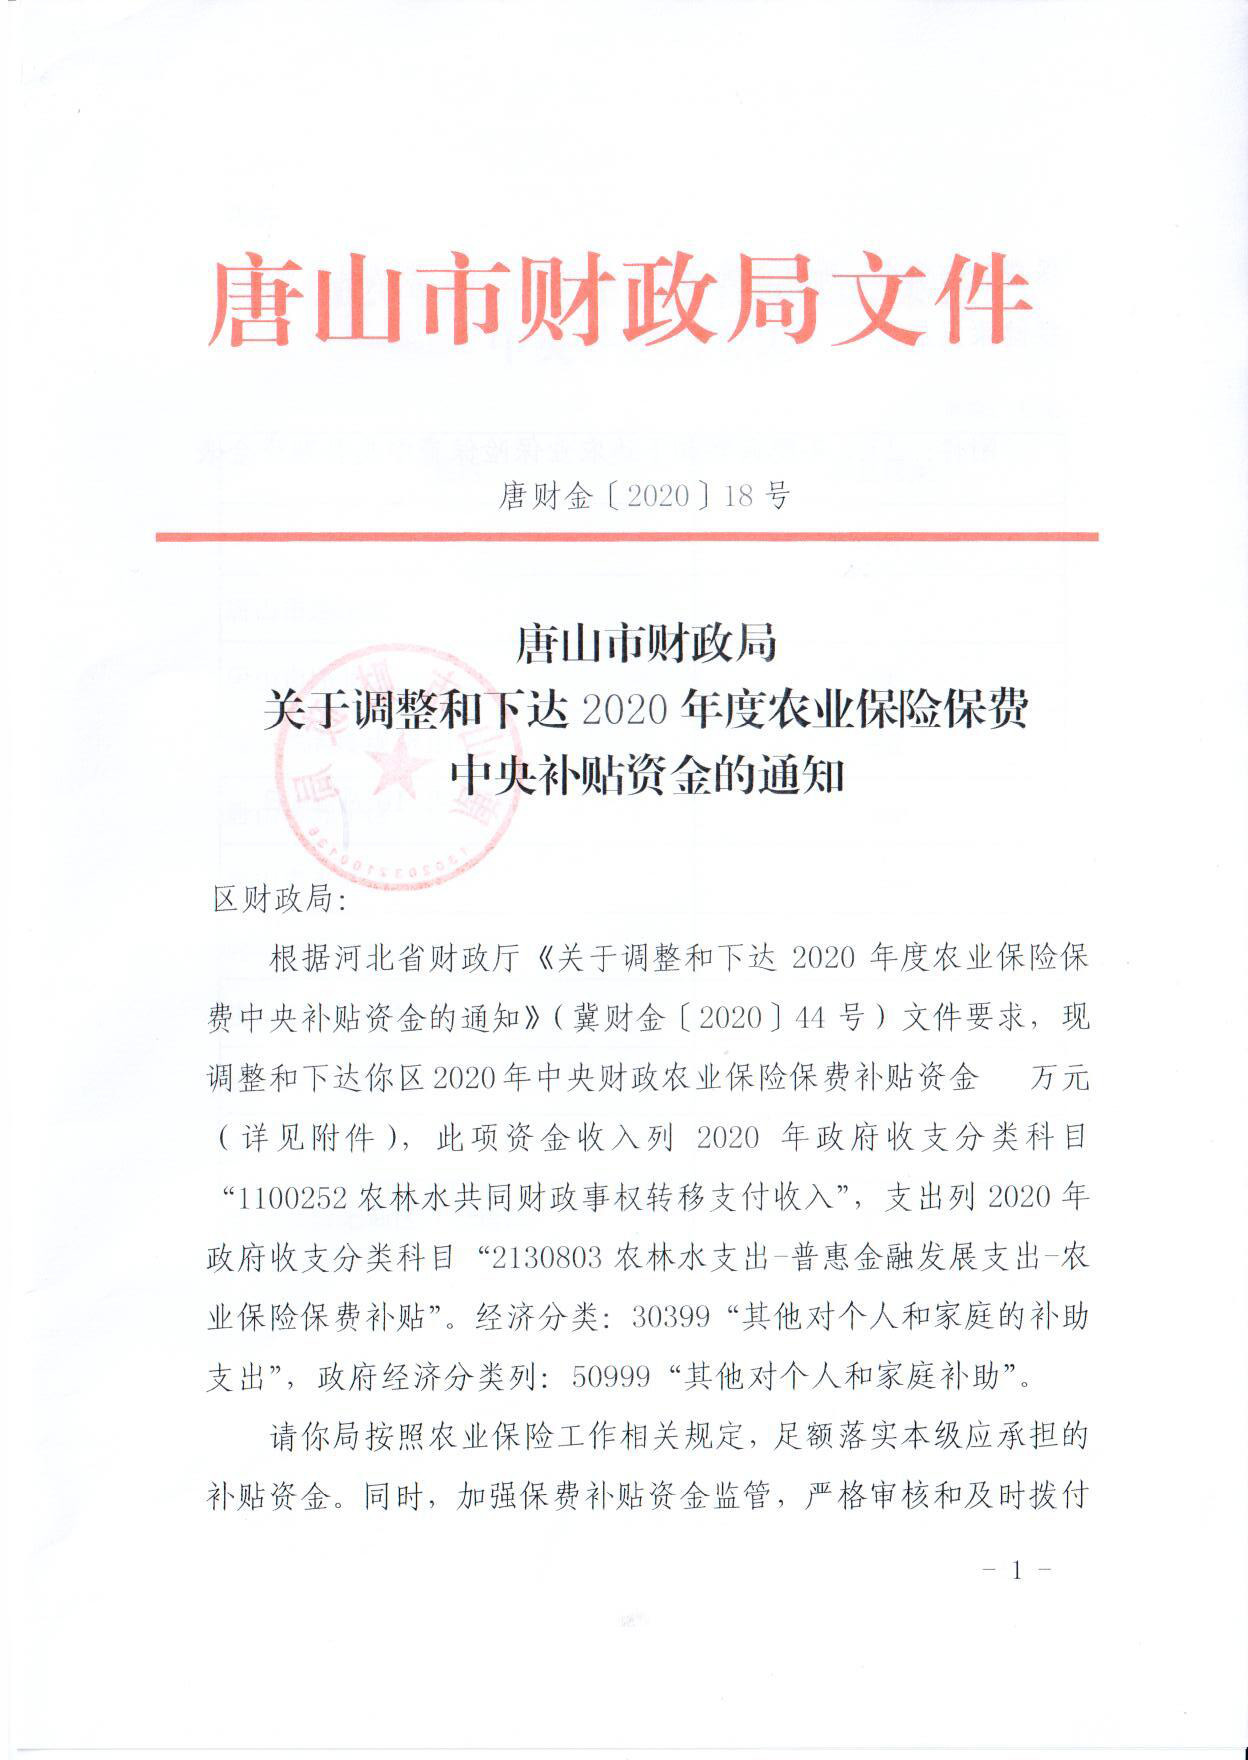 唐山市财政局文件
唐财金〔2020〕18号
唐山市财政局
关于调整和下达 2020 年度农业保险保费
中央补贴资金的通知
区财政局：
根据河北省财政厅《关于调整和下达 2020 年度农业保险保
费中央补贴资金的通知》（冀财金〔2020〕44号）文件要求，现
调整和下达你区2020年中央财政农业保险保费补贴资金 万元
（详见附件），此项资金收入列 2020 年政府收支分类科目
“1100252农林水共同财政事权转移支付收入”，支出列2020年
政府收支分类科目“2130803农林水支出-普惠金融发展支出-农
业保险保费补贴”。经济分类：30399“其他对个人和家庭的补助
支出”，政府经济分类列：50999“其他对个人和家庭补助”。
请你局按照农业保险工作相关规定，足额落实本级应承担的
补贴资金。同时，加强保费补贴资金监管，严格审核和及时拨付
- 1 -